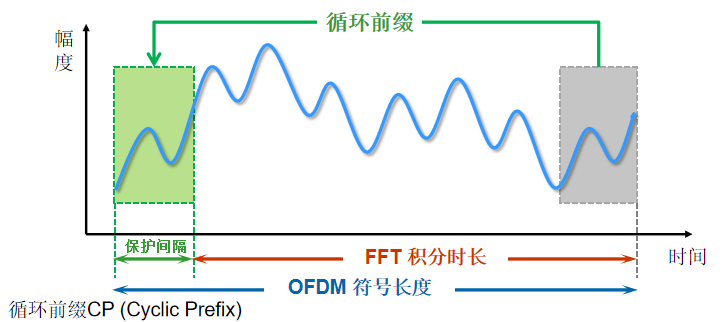 循环前缀
幅
度
保护间隔
FFT 积分时长
时间
OFDM 符号长度
循环前缀CP (Cyclic Prefix)